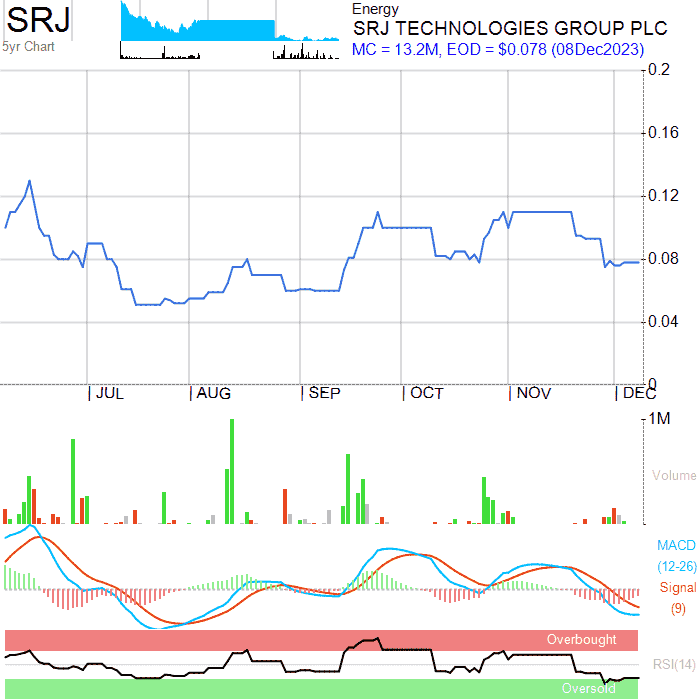 SRJ
5yr Chart
Energy
SRJ TECHNOLOGIES GROUP PLC
MC = 13.2M, EOD = $0.078 (08Dec2023)
0.2
0.16
0.12
0.08
0.04
0
JUL AUG SEP OCT NOV DEC
1M
Volume
MACD
(12-26)
Signal
(9)
Overbought
RSI(14)
Oversold